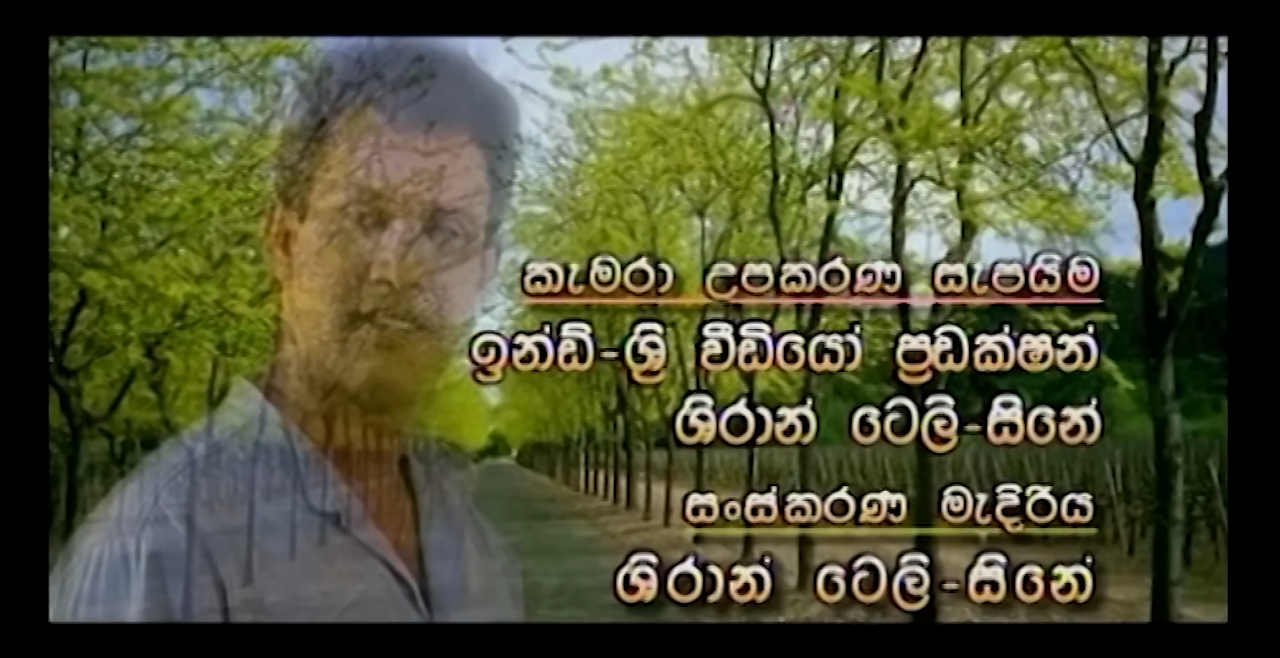 කැමරා උපකරණ සැපයිම
ඉන්ඩ්-ශ්‍රි වීඩියෝ ප්‍රඩක්ෂන්
ශිරාන් ටෙලි-සිනේ
සංස්කරණ මැදිරිය
ශිරාන් ටෙලි-සිනේ